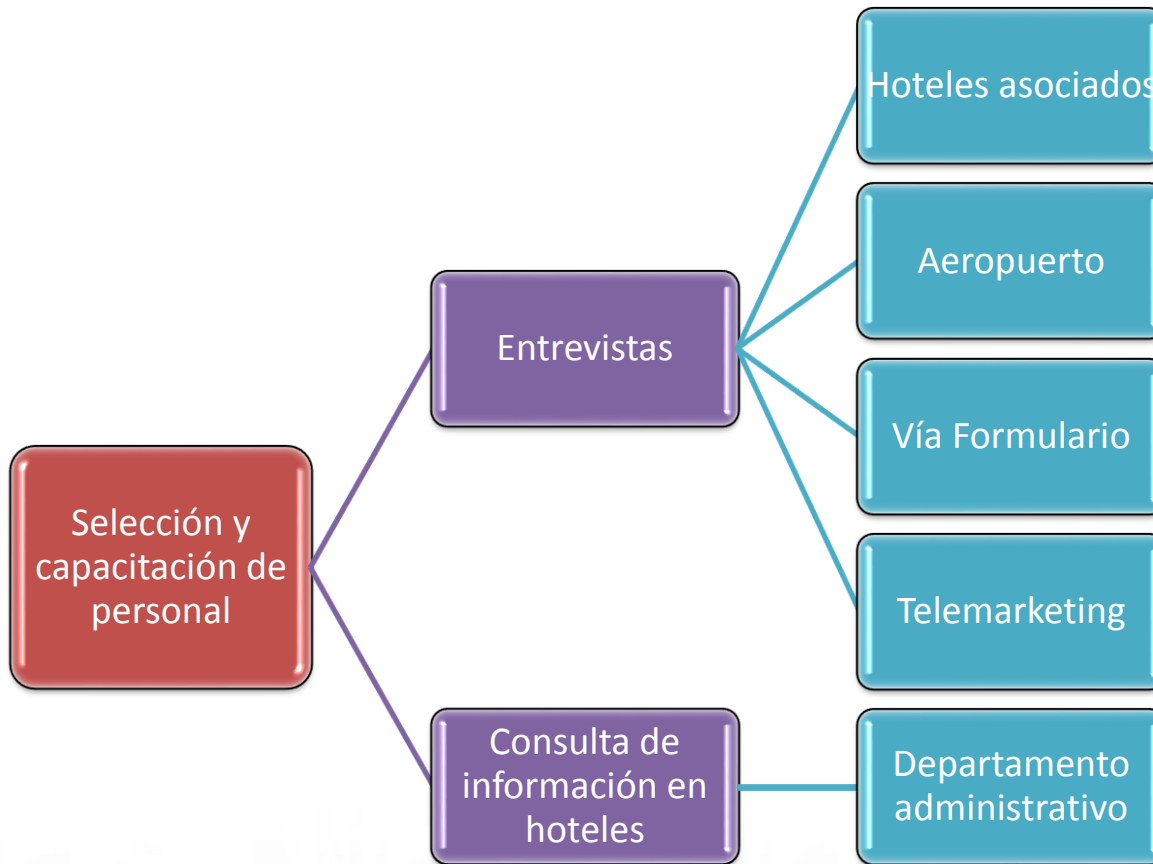 Hoteles asociados
Aeropuerto
Entrevistas
Vía Formulario
Selección y
capacitación de
personal
Telemarketing
Consulta de
información en
hoteles
Departamento
administrativo